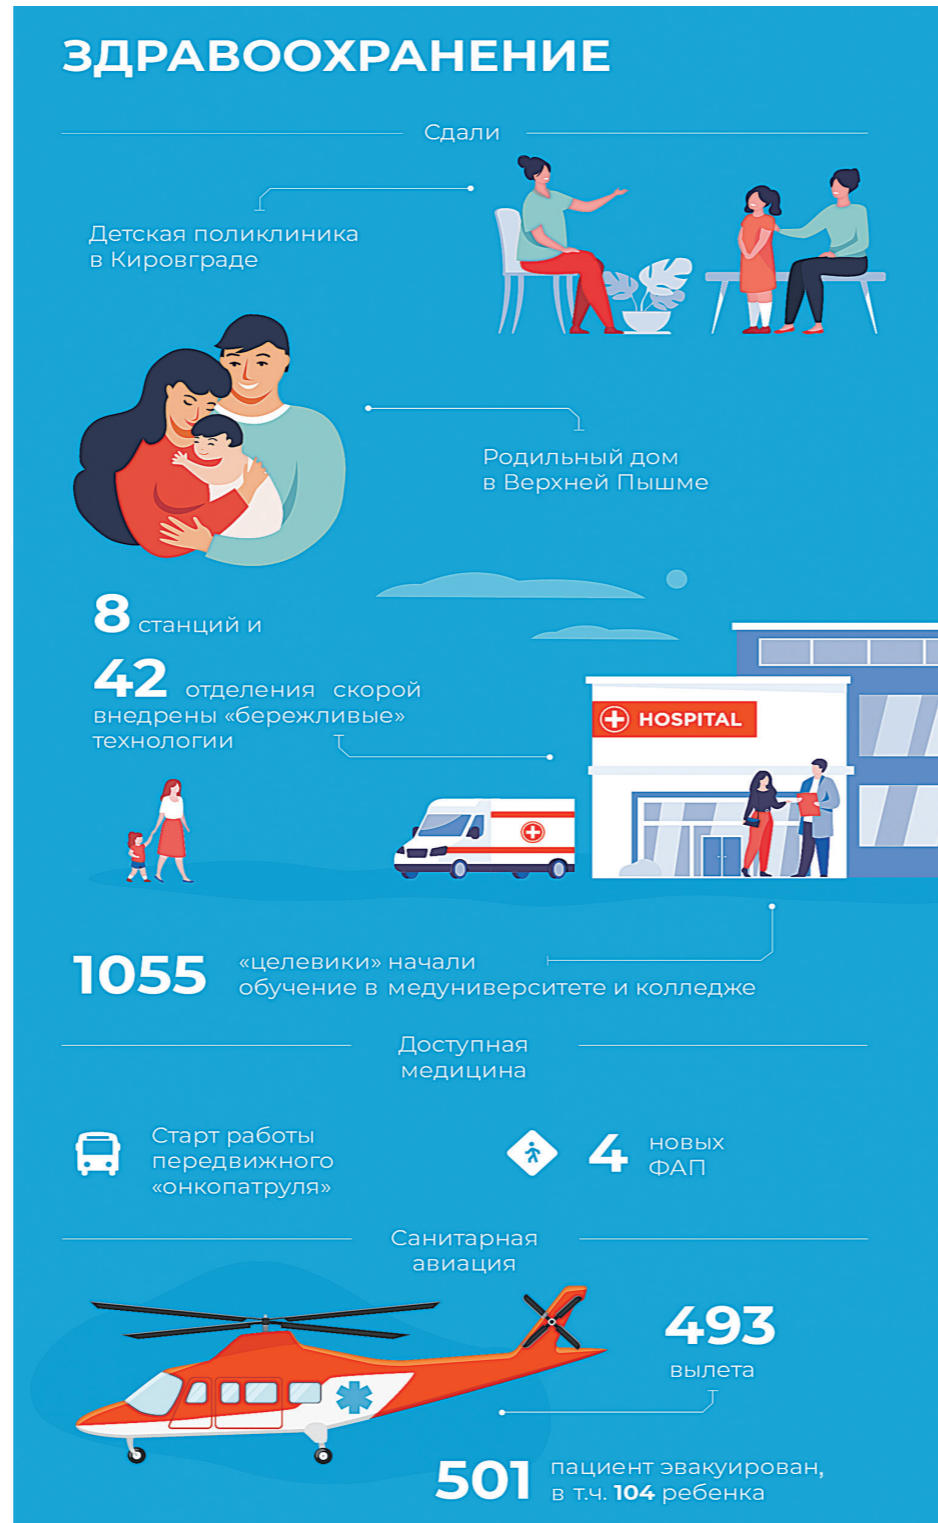 ЗДРАВООХРАНЕНИЕ
Сдали
Детская поликлиника
в Кировграде
Родильный дом
в Верхней Пышме
8 станций и
42 отделения скорой
внедрены «бережливые»
технологии
HOSPITAL
1055 «целевики» начали
обучение в медуниверситете и колледже
Доступная
медицина
Старт работы
передвижного
«онкопатруля»
4 новых
ФАП
Санитарная
авиация
493
вылета
501 пациент эвакуирован,
в т.ч. 104 ребенка